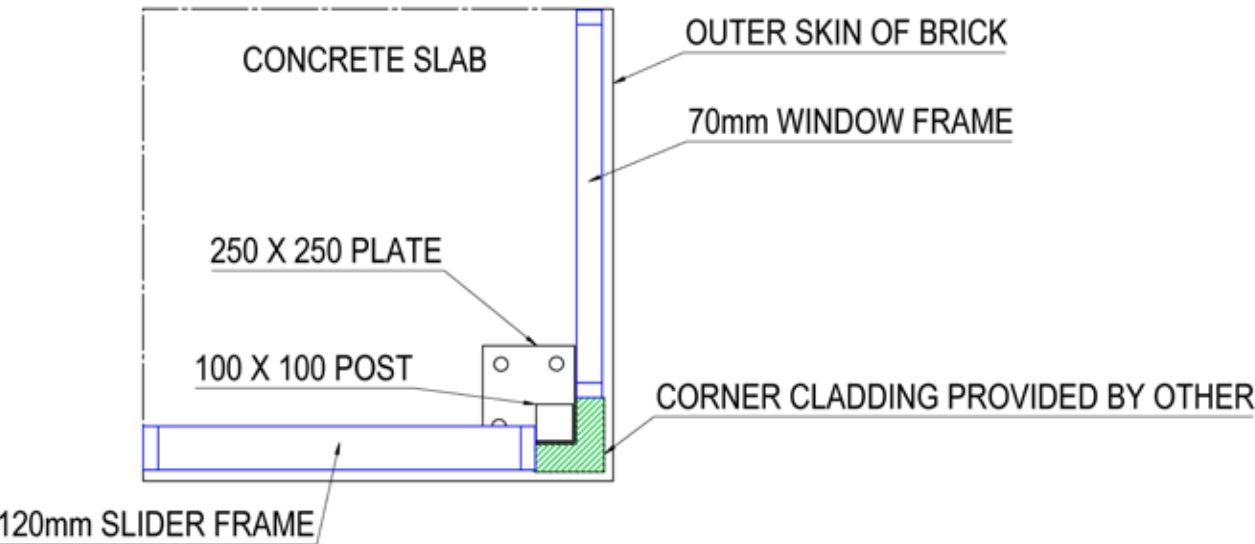 OUTER SKIN OF BRICK
CONCRETE SLAB
70mm WINDOW FRAME
250 X 250 PLATE
100 X 100 POST
CORNER CLADDING PROVIDED BY OTHER
120mm SLIDER FRAME